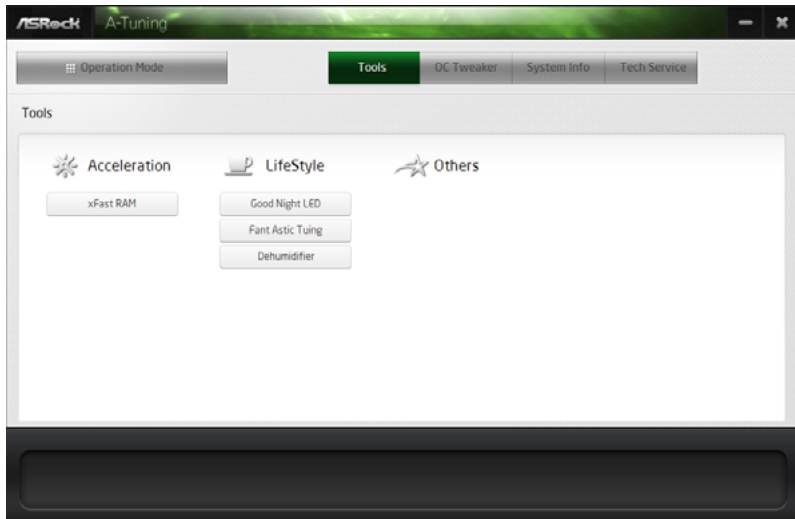 ASRock A-Tuning
Operation Mode
Tools
OC Tweaker
System Info
Tech Service
Tools
Acceleration
xFast RAM
LifeStyle
Good Night LED
Fant Astic Tuing
Dehumidifier
Others